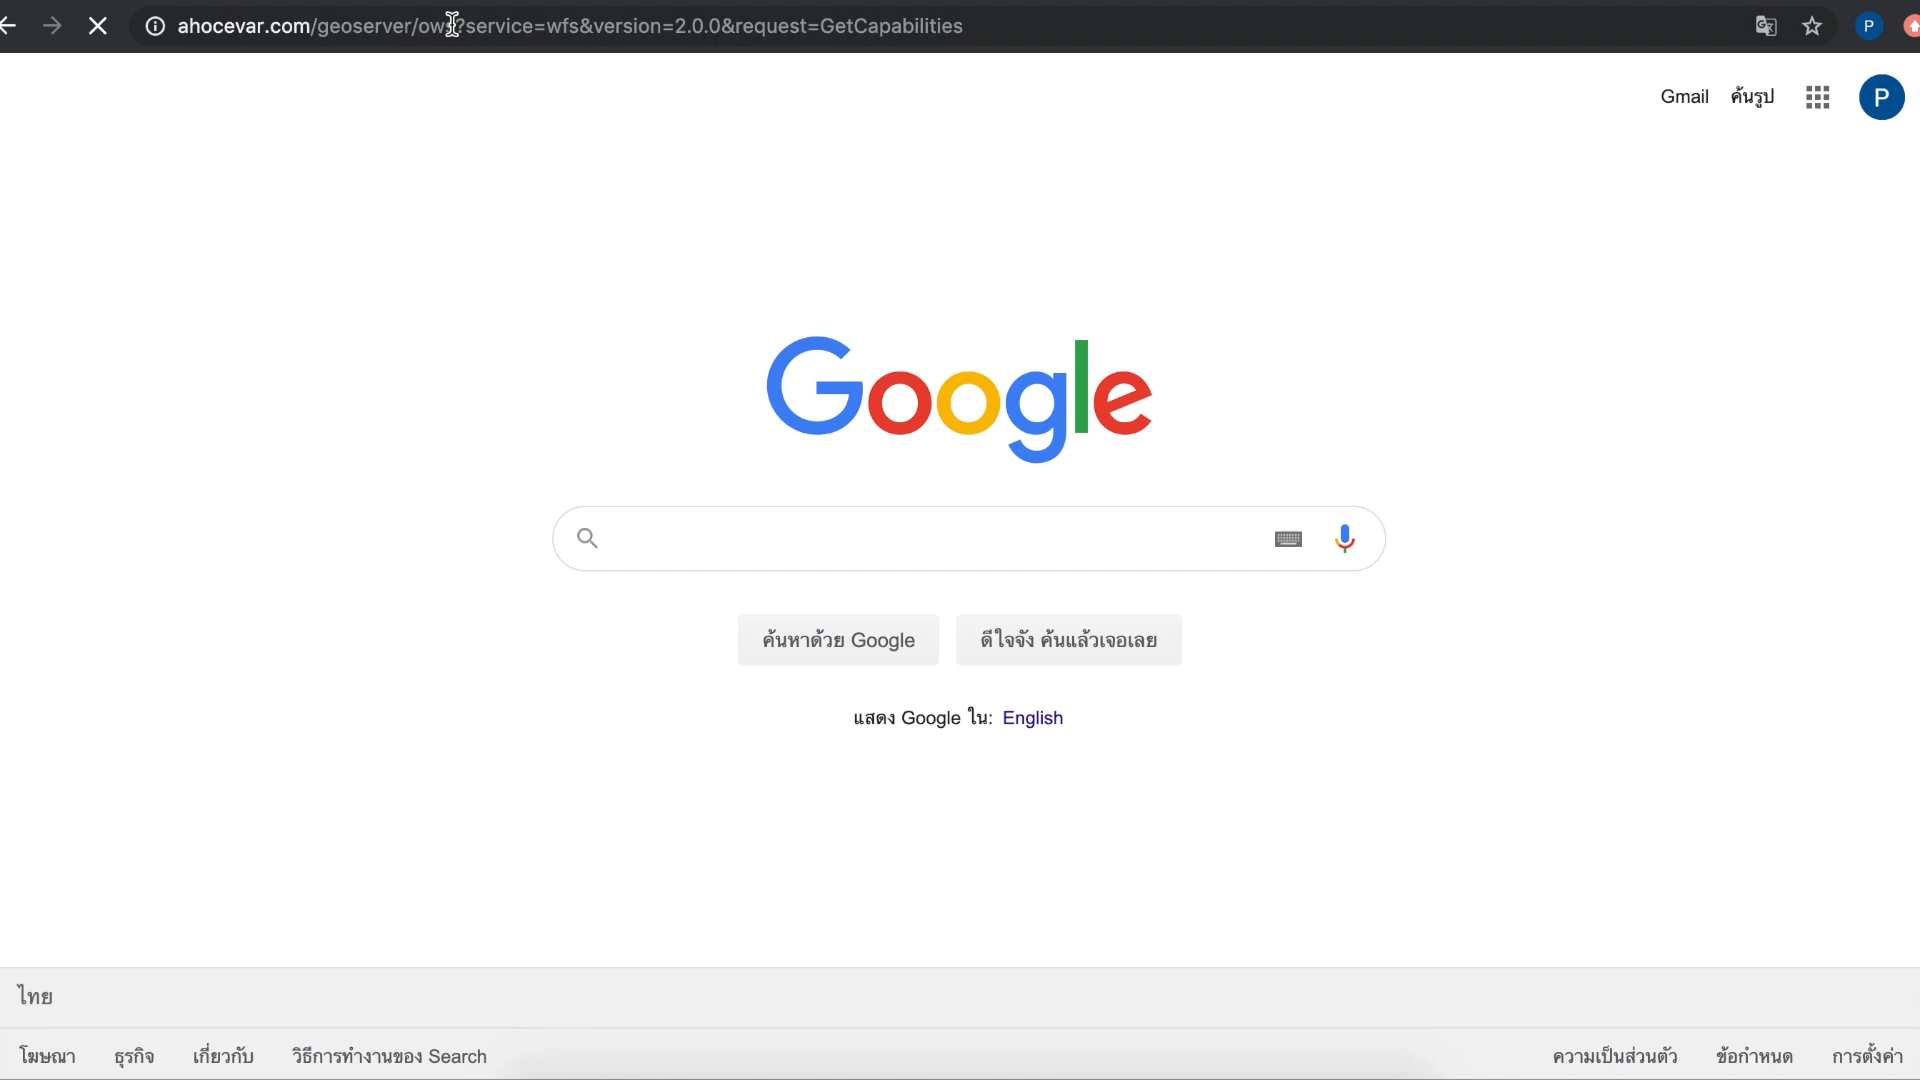 ahocevar.com/geoserver/ows?service=wfs&version=2.0.0&request=GetCapabilities
P
Gmail ค้นรูป P
Google
ค้นหาด้วย Google ดีใจจัง ค้นแล้วเจอเลย
แสดง Google ใน: English
ไทย
โฆษณา ธุรกิจ เกี่ยวกับ วิธีการทำงานของ Search ความเป็นส่วนตัว ข้อกำหนด การตั้งค่า